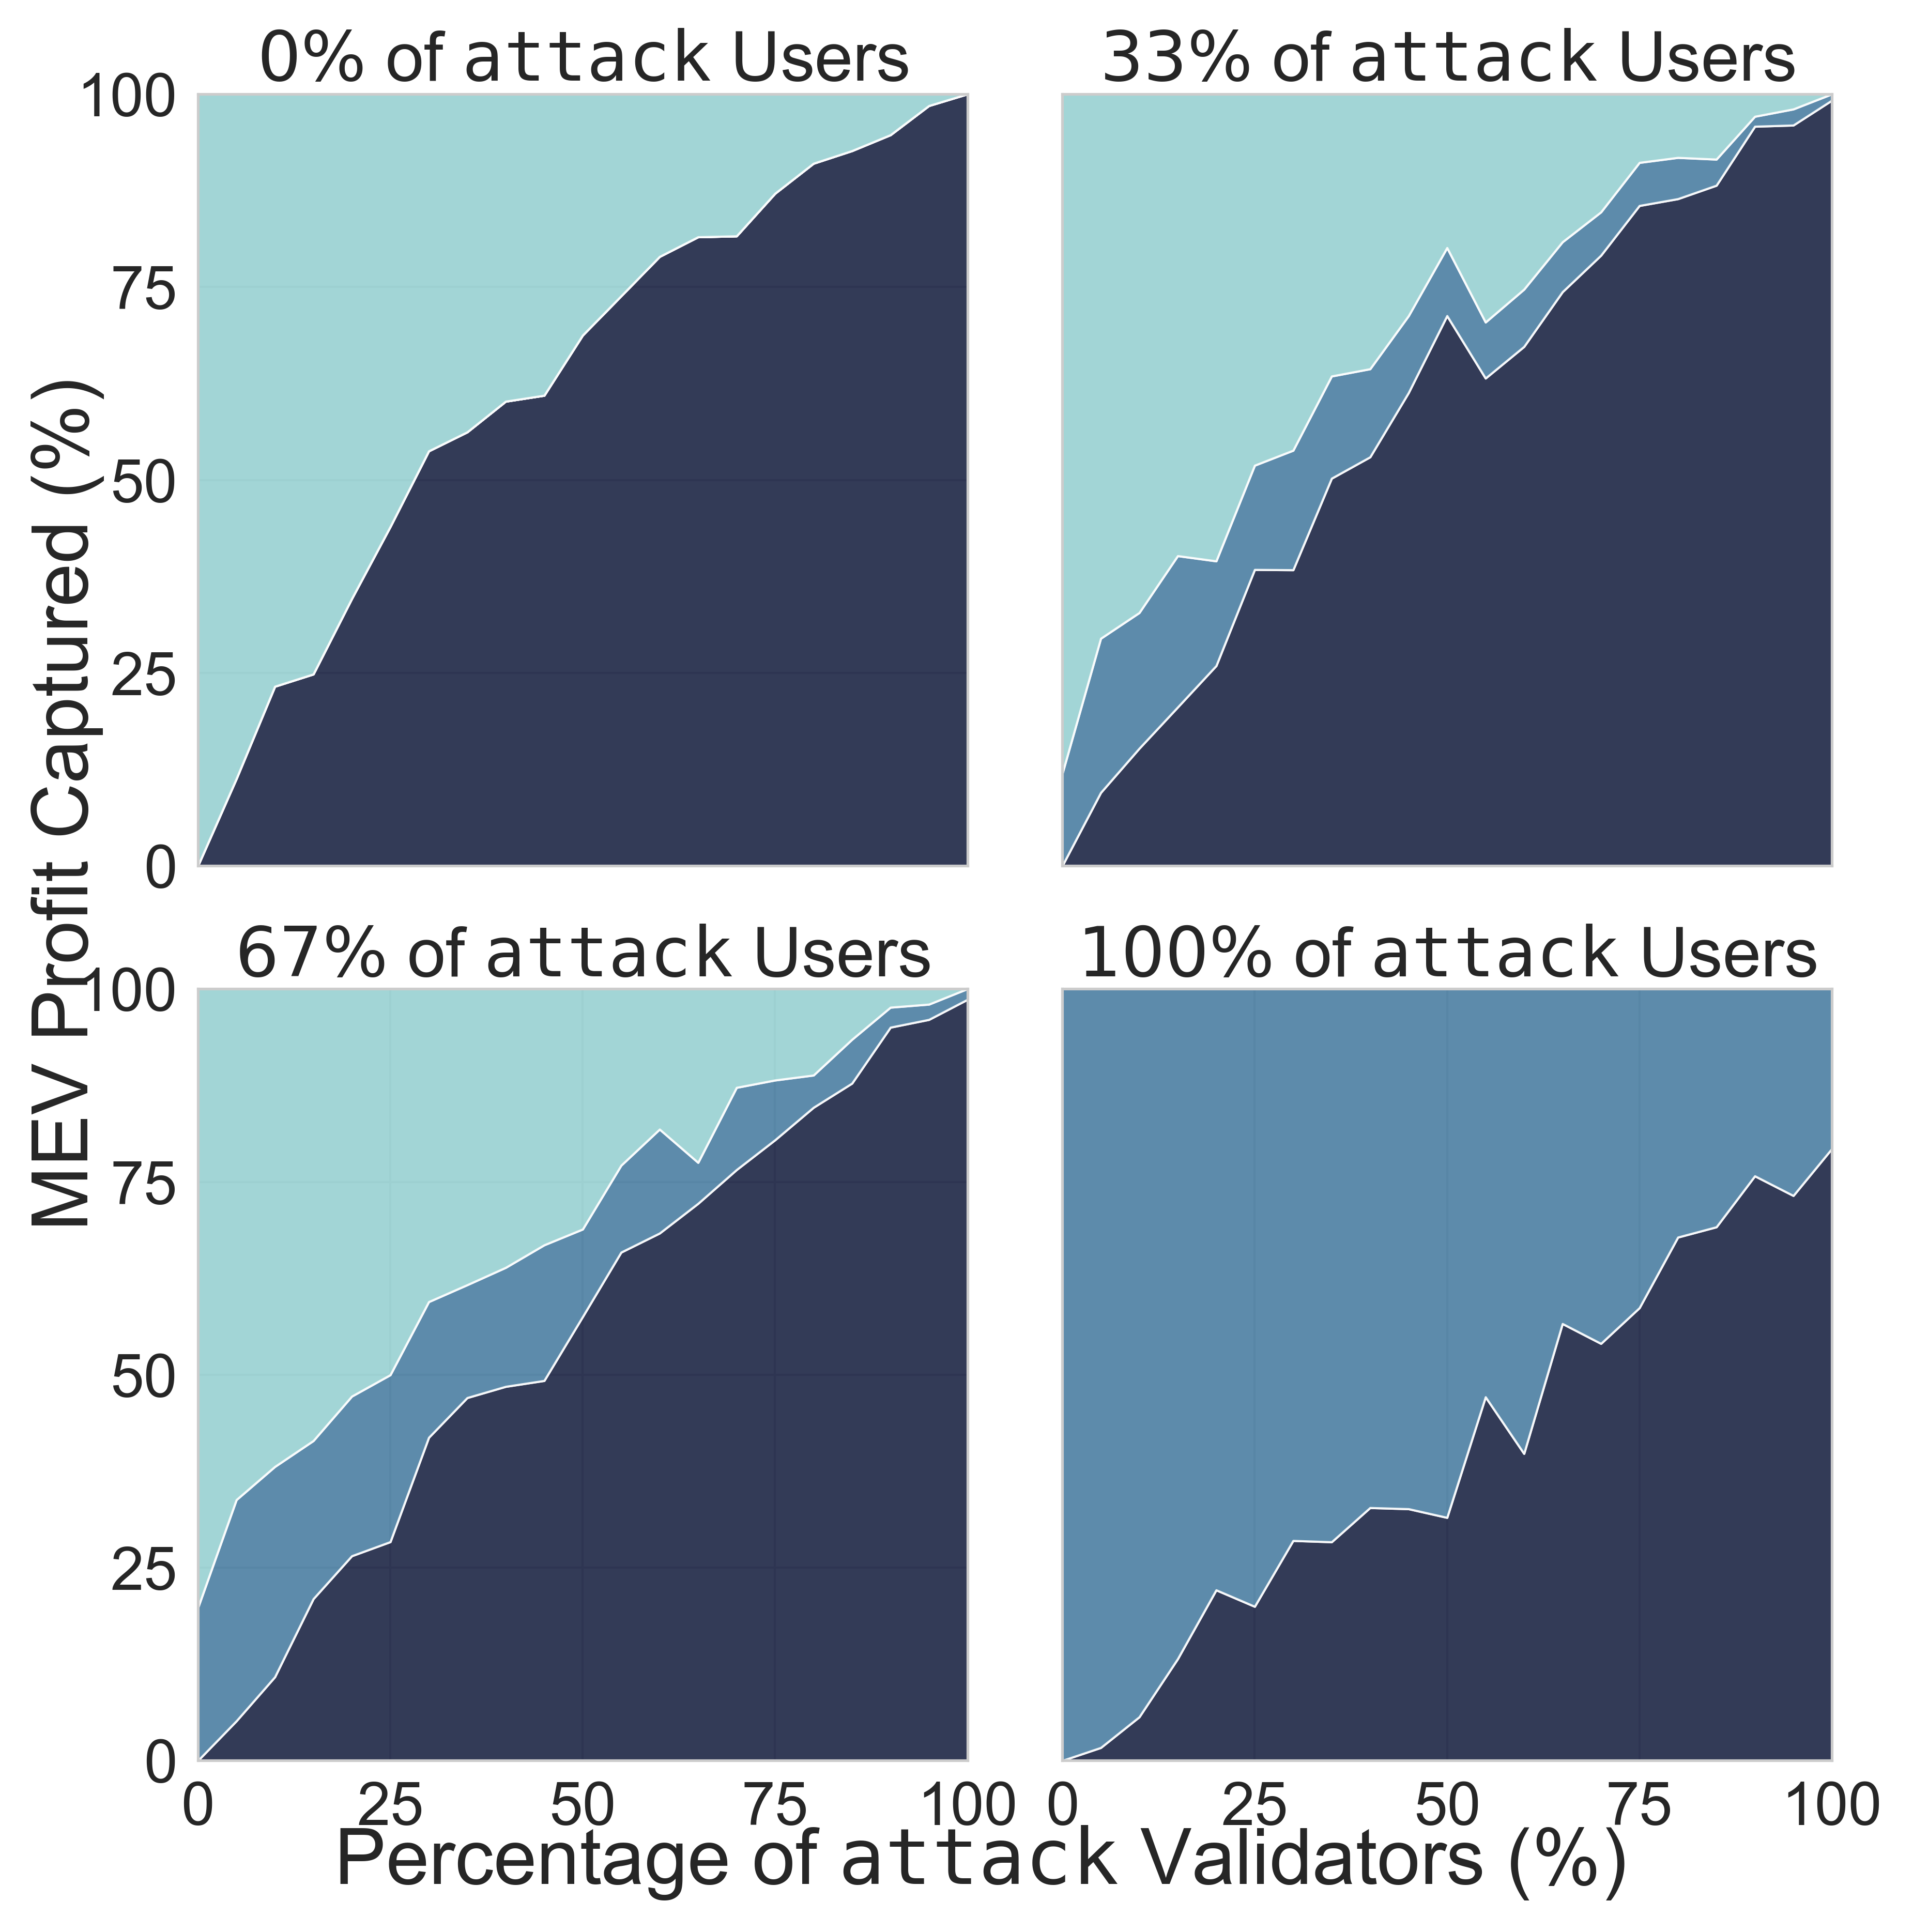 0% of attack Users
33% of attack Users
100
75
50
25
0
67% of attack Users
100% of attack Users
100
75
50
25
0
MEV Profit Captured (%)
0 25 50 75 100 0 25 50 75 100
Percentage of attack Validators (%)